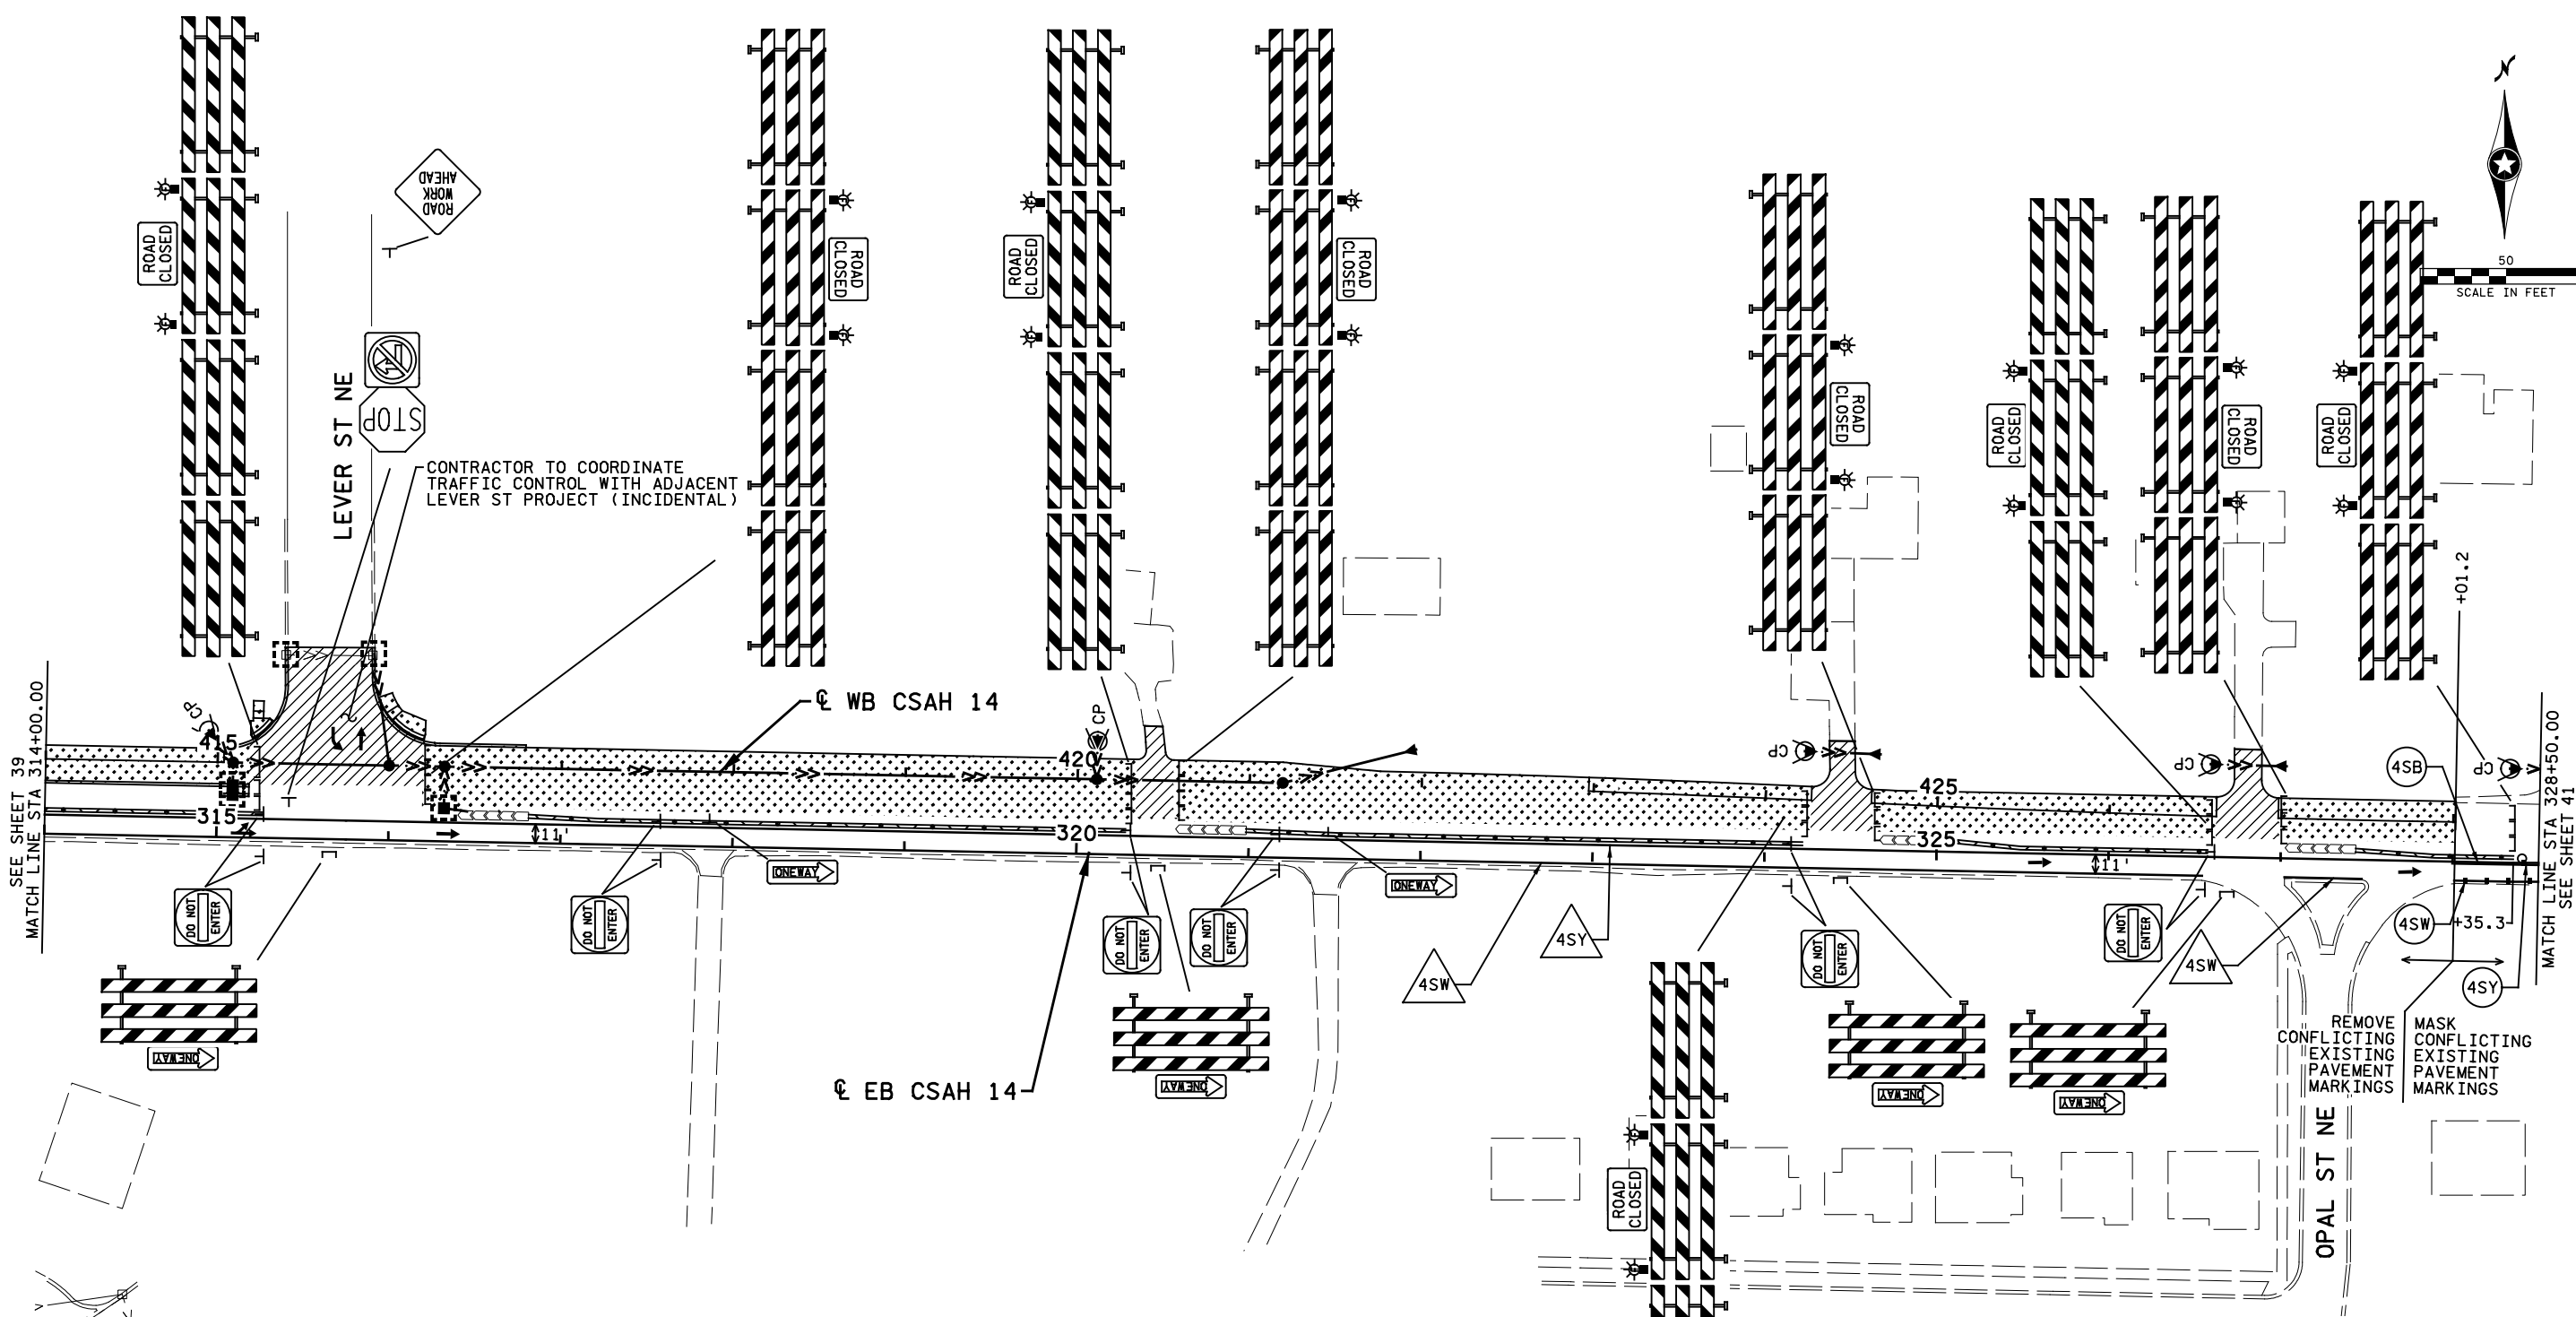 N
50
SCALE IN FEET
ROAD
WORK
AHEAD
ROAD
CLOSED
ROAD
CLOSED
ROAD
CLOSED
ROAD
CLOSED
ROAD
CLOSED
ROAD
CLOSED
ROAD
CLOSED
ROAD
CLOSED
STOP
LEVER ST NE
CONTRACTOR TO COORDINATE
TRAFFIC CONTROL WITH ADJACENT
LEVER ST PROJECT (INCIDENTAL)
+01.2
SEE SHEET 39
MATCH LINE STA 314+00.00
CP
415
℄ WB CSAH 14
CP
420
CP
425
CP
4SB
CP
MATCH LINE STA 328+50.00
SEE SHEET 41
315
11'
320
325
11'
DO NOT
ENTER
DO NOT
ENTER
ONEWAY
DO NOT
ENTER
DO NOT
ENTER
ONEWAY
4SW
4SY
DO NOT
ENTER
DO NOT
ENTER
4SW
4SW
+35.3
4SY
ONEWAY
ONEWAY
ONEWAY
ONEWAY
℄ EB CSAH 14
REMOVE
CONFLICTING
EXISTING
PAVEMENT
MARKINGS
MASK
CONFLICTING
EXISTING
PAVEMENT
MARKINGS
ROAD
CLOSED
OPAL ST NE